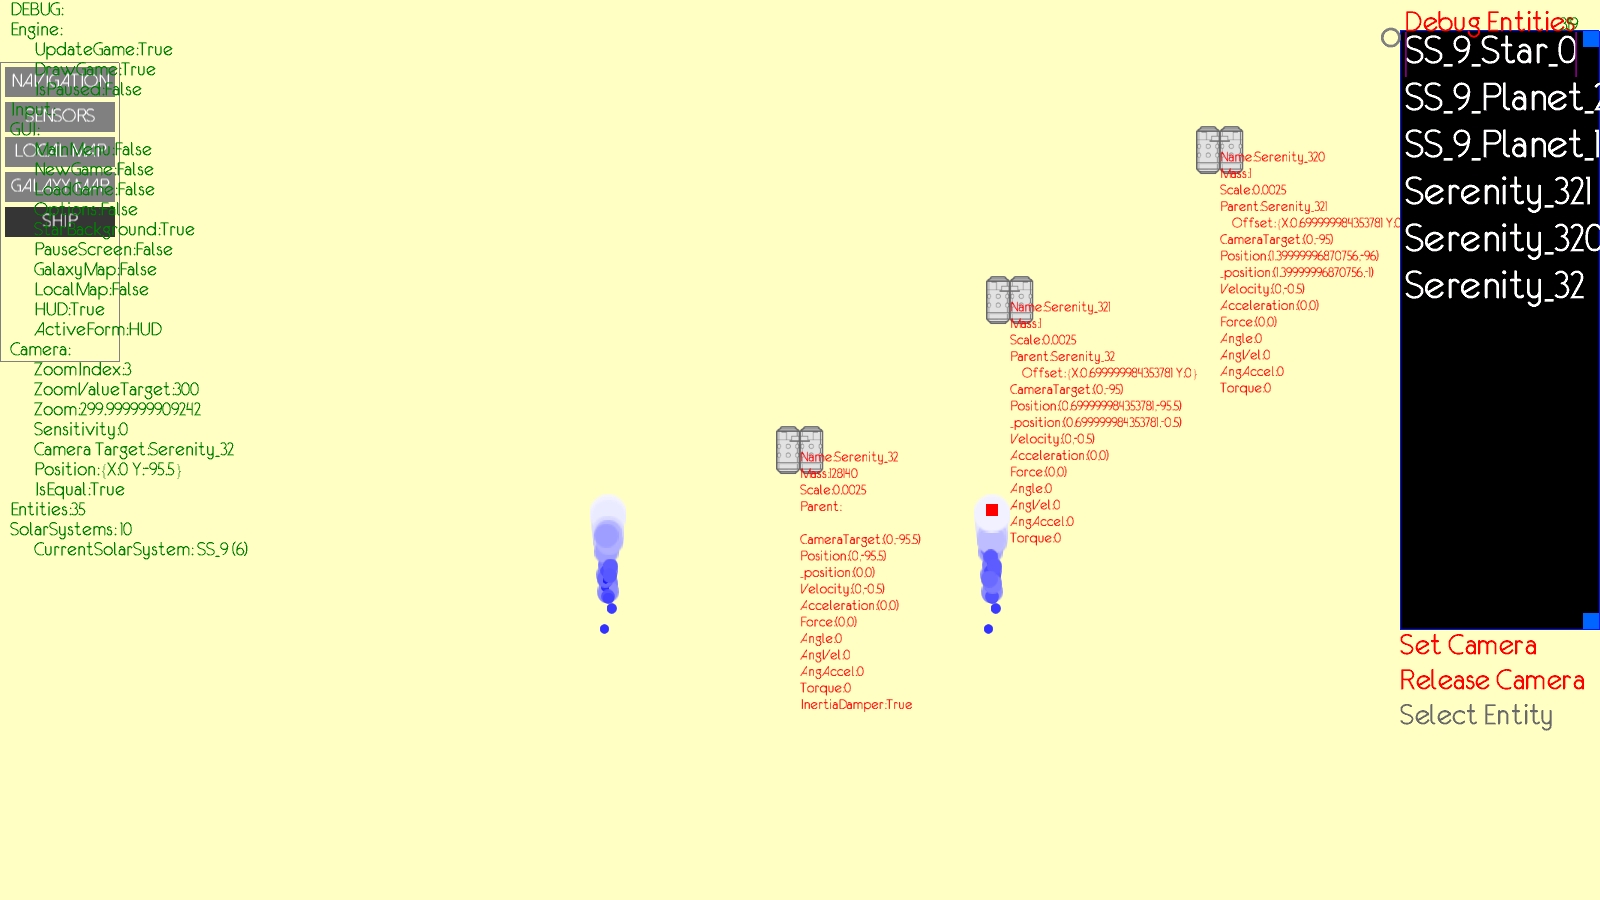 DEBUG:
Engine:
UpdateGame:True
DrawGame:True
IsPaused:False
Input:
GUI:
MainMenu:False
NewGame:False
LoadGame:False
Options:False
StarBackground:True
PauseScreen:False
GalaxyMap:False
LocalMap:False
HUD:True
ActiveForm:HUD
Camera:
ZoomIndex:3
ZoomValueTarget:300
Zoom:299.999999909242
Sensitivity:0
Camera Target:Serenity_32
Position:{X:0 Y:-95.5}
IsEqual:True
Entities:35
SolarSystems:10
CurrentSolarSystem: SS_9 (6)
NAVIGATION
SENSORS
LOCAL MAP
GALAXY MAP
SHIP
Name:Serenity_32
Mass:128140
Scale:0.0025
Parent:
CameraTarget:(0,-95.5)
Position:(0,-95.5)
_position:(0,0)
Velocity:(0,-0.5)
Acceleration:(0,0)
Force:(0,0)
Angle:0
AngVel:0
AngAccel:0
Torque:0
InertiaDamper:True
Name:Serenity_321
Mass:1
Scale:0.0025
Parent:Serenity_32
Offset:{X:0.699999984353781 Y:0}
CameraTarget:(0,-95)
Position:(0.699999984353781,-95.5)
_position:(0.699999984353781,-0.5)
Velocity:(0,-0.5)
Acceleration:(0,0)
Force:(0,0)
Angle:0
AngVel:0
AngAccel:0
Torque:0
Name:Serenity_320
Mass:1
Scale:0.0025
Parent:Serenity_321
Offset:{X:0.699999984353781 Y:0
CameraTarget:(0,-95)
Position:(1.39999996870756,-96)
_position:(1.39999996870756,-1)
Velocity:(0,-0.5)
Acceleration:(0,0)
Force:(0,0)
Angle:0
AngVel:0
AngAccel:0
Torque:0
Debug Entities
SS_9_Star_0
SS_9_Planet_2
SS_9_Planet_1
Serenity_321
Serenity_320
Serenity_32
Set Camera
Release Camera
Select Entity